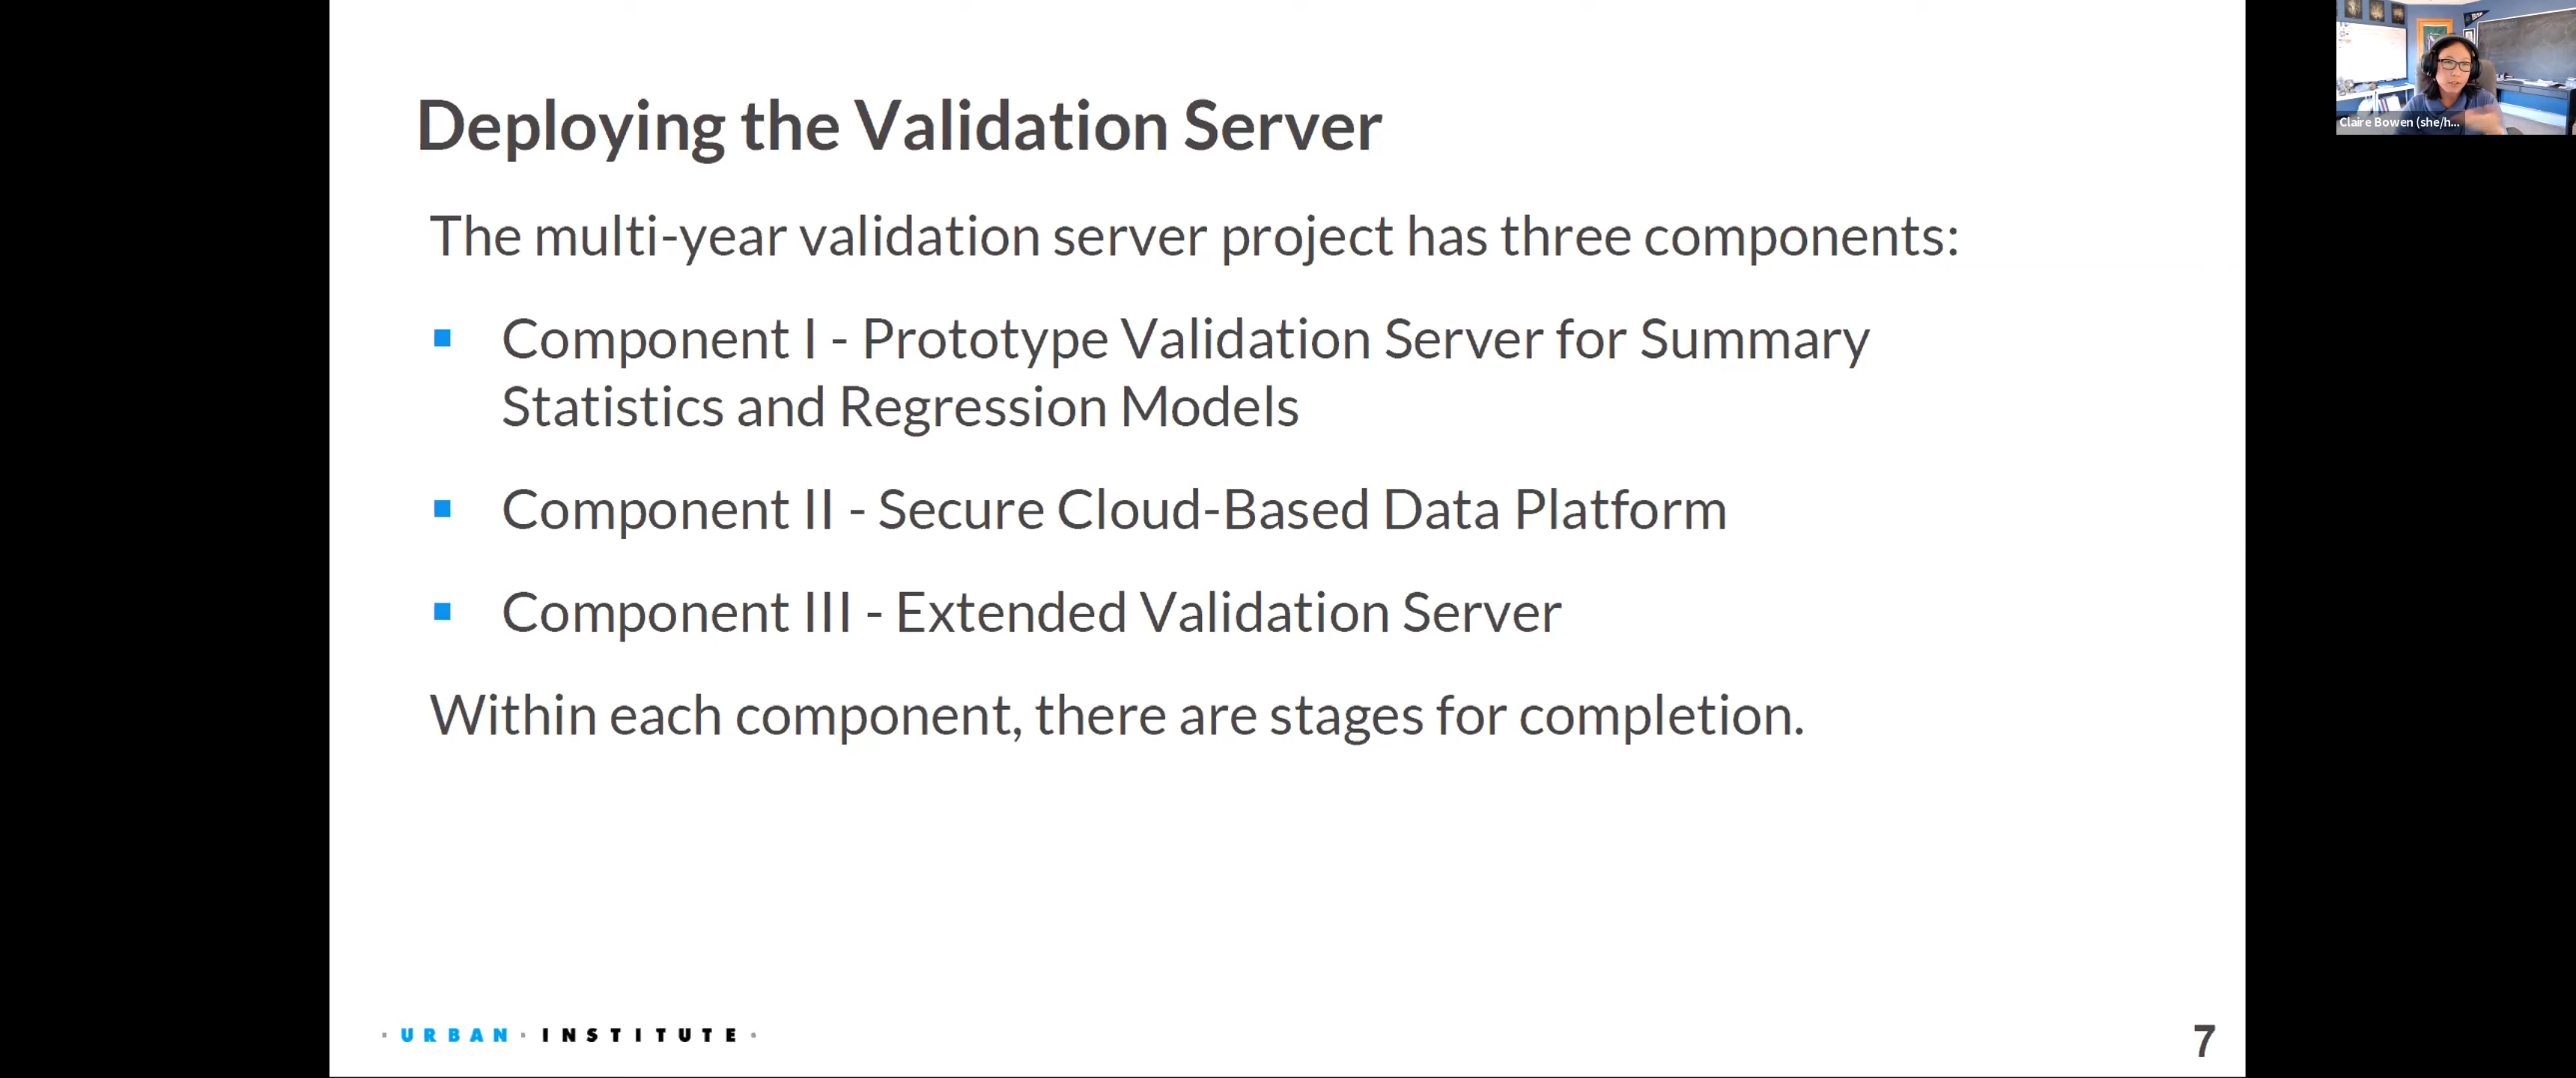 Deploying the Validation Server
The multi-year validation server project has three components:
Component I - Prototype Validation Server for Summary
Statistics and Regression Models
Component II - Secure Cloud-Based Data Platform
Component III - Extended Validation Server
Within each component, there are stages for completion.
· URBAN · INSTITUTE ·
7
Claire Bowen (she/h...